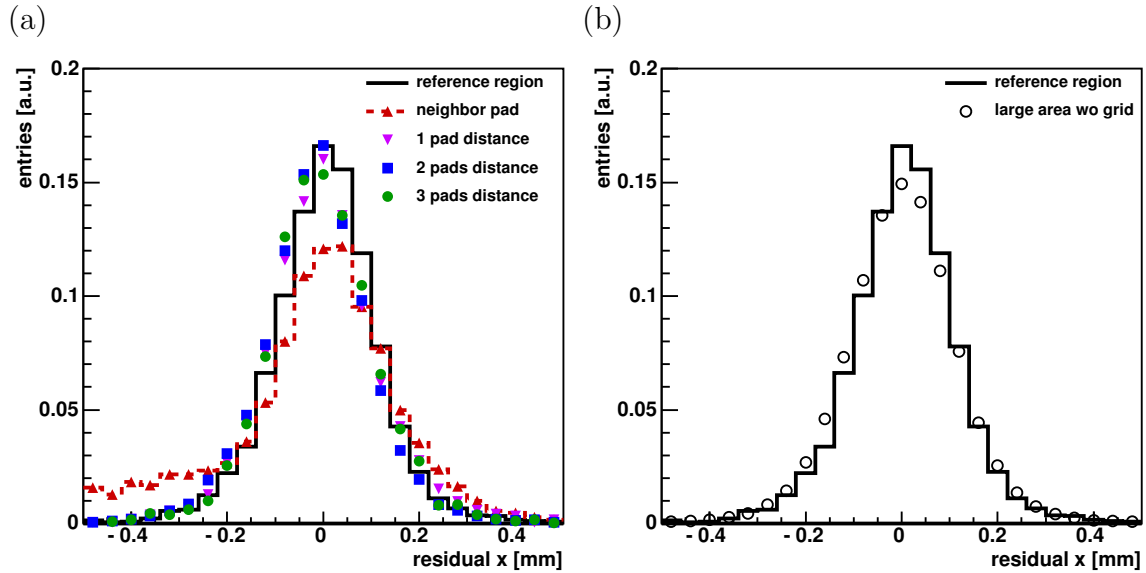 (a)
entries [a.u.]
0.2
0.15
0.1
0.05
0
reference region
neighbor pad
1 pad distance
2 pads distance
3 pads distance
- 0.4 - 0.2 0 0.2 0.4
residual x [mm]
(b)
entries [a.u.]
0.2
0.15
0.1
0.05
0
reference region
large area wo grid
- 0.4 - 0.2 0 0.2 0.4
residual x [mm]